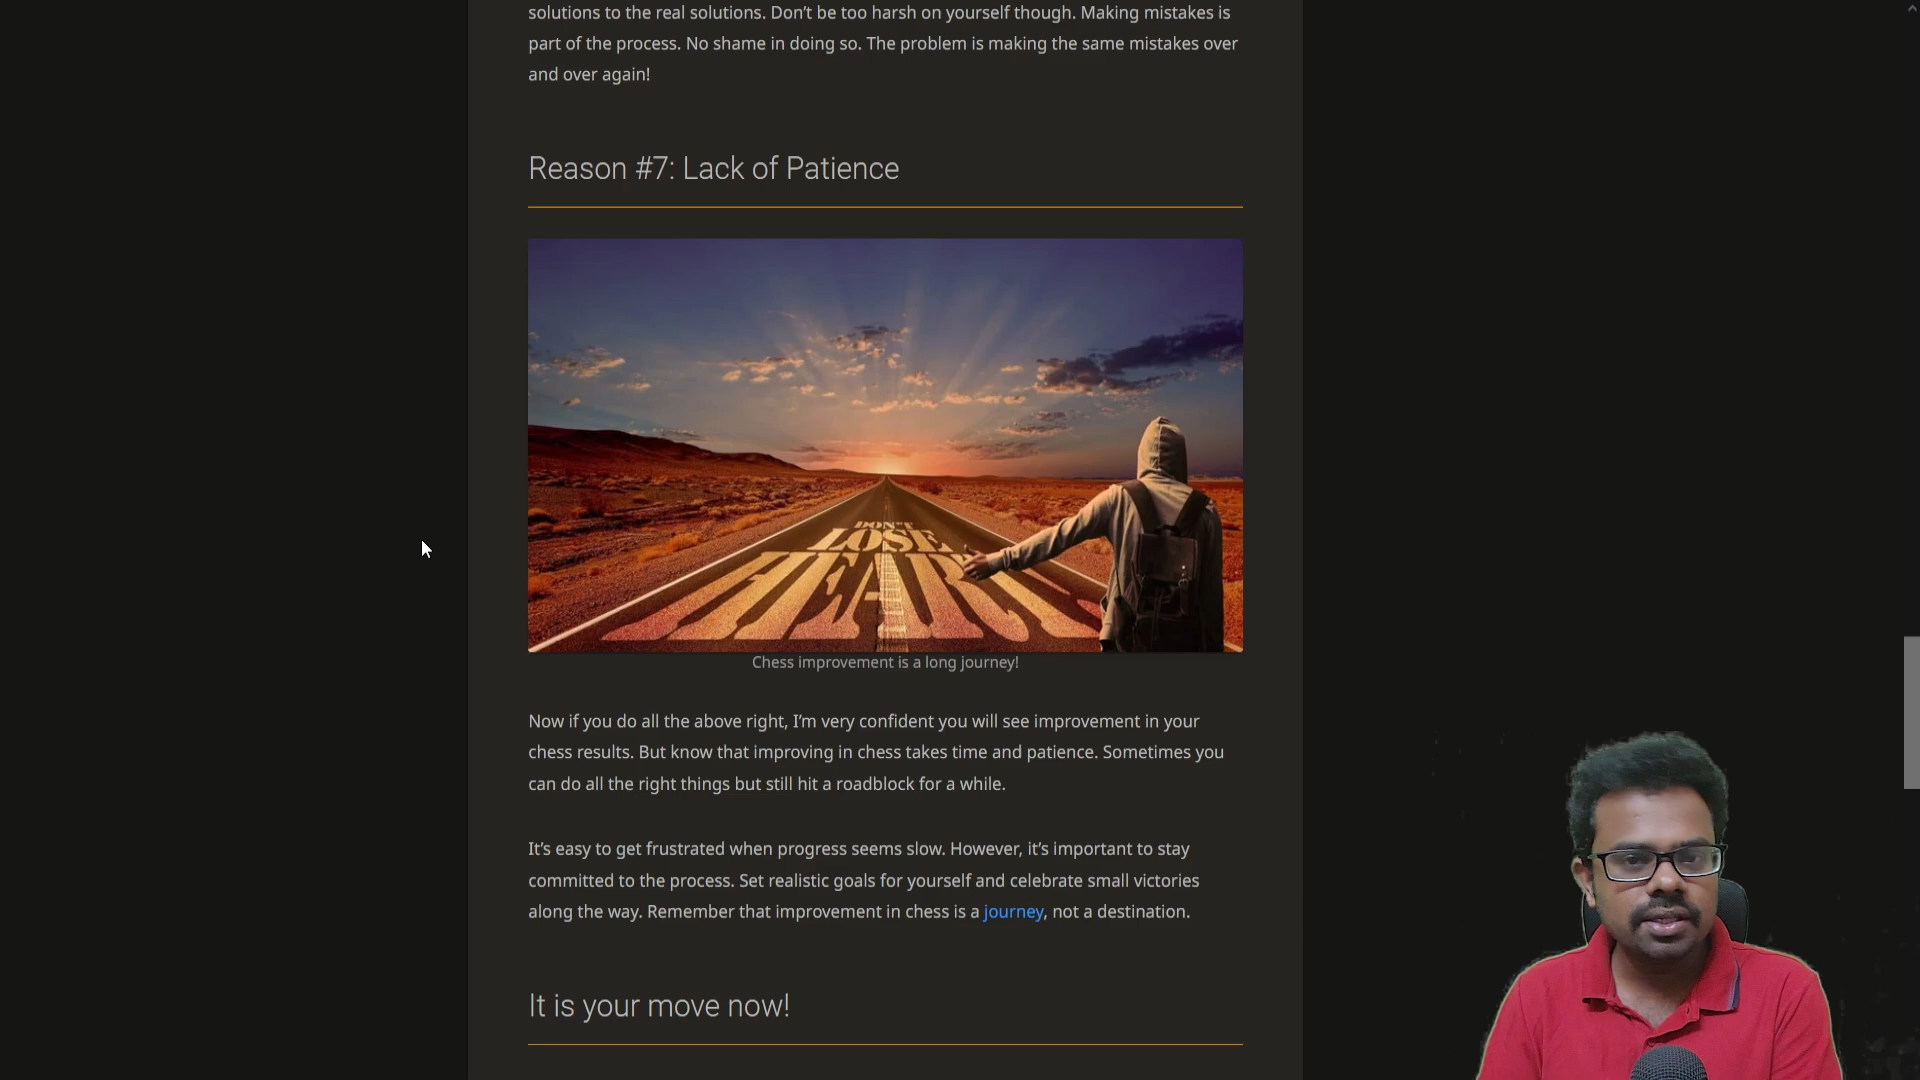 solutions to the real solutions. Don't be too harsh on yourself though. Making mistakes is
part of the process. No shame in doing so. The problem is making the same mistakes over
and over again!
Reason #7: Lack of Patience
DON'T
LOSE
HEART
Chess improvement is a long journey!
Now if you do all the above right, I'm very confident you will see improvement in your
chess results. But know that improving in chess takes time and patience. Sometimes you
can do all the right things but still hit a roadblock for a while.
It's easy to get frustrated when progress seems slow. However, it's important to stay
committed to the process. Set realistic goals for yourself and celebrate small victories
along the way. Remember that improvement in chess is a journey, not a destination.
It is your move now!